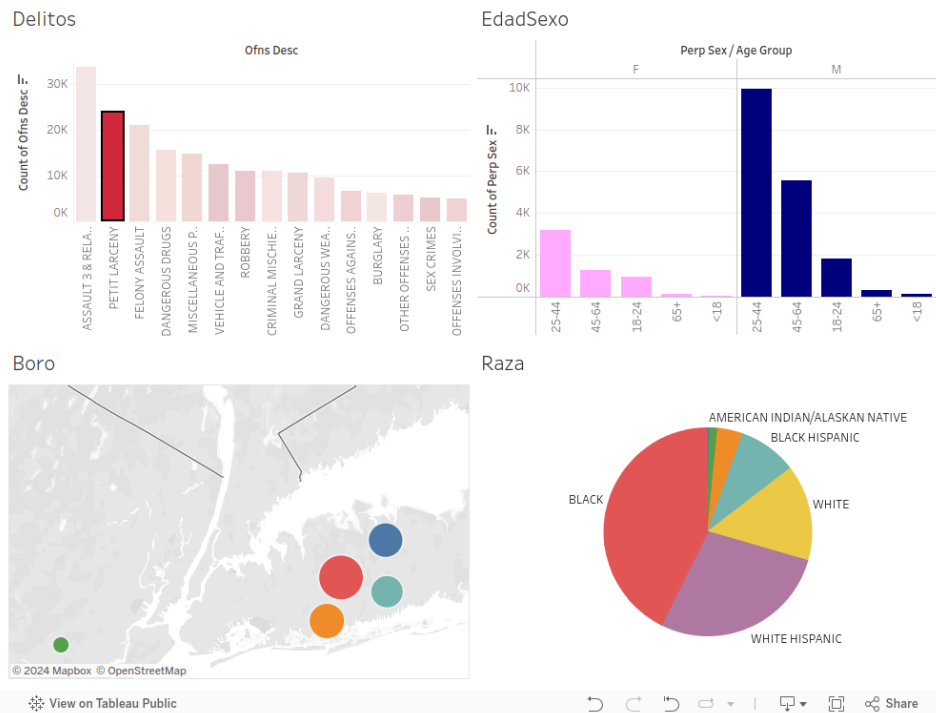 Delitos
Ofns Desc
Count of Ofns Desc
30K
20K
10K
0K
ASSAULT 3 & RELA..
PETIT LARCENY
FELONY ASSAULT
DANGEROUS DRUGS
MISCELLANEOUS P..
VEHICLE AND TRAF..
ROBBERY
CRIMINAL MISCHIE..
GRAND LARCENY
DANGEROUS WEA..
OFFENSES AGAINS..
BURGLARY
OTHER OFFENSES ..
SEX CRIMES
OFFENSES INVOLVI..
EdadSexo
Perp Sex / Age Group
F
M
Count of Perp Sex
10K
8K
6K
4K
2K
0K
25-44
45-64
18-24
65+
<18
25-44
45-64
18-24
65+
<18
Boro
© 2024 Mapbox © OpenStreetMap
Raza
AMERICAN INDIAN/ALASKAN NATIVE
BLACK HISPANIC
BLACK
WHITE
WHITE HISPANIC
View on Tableau Public
Share